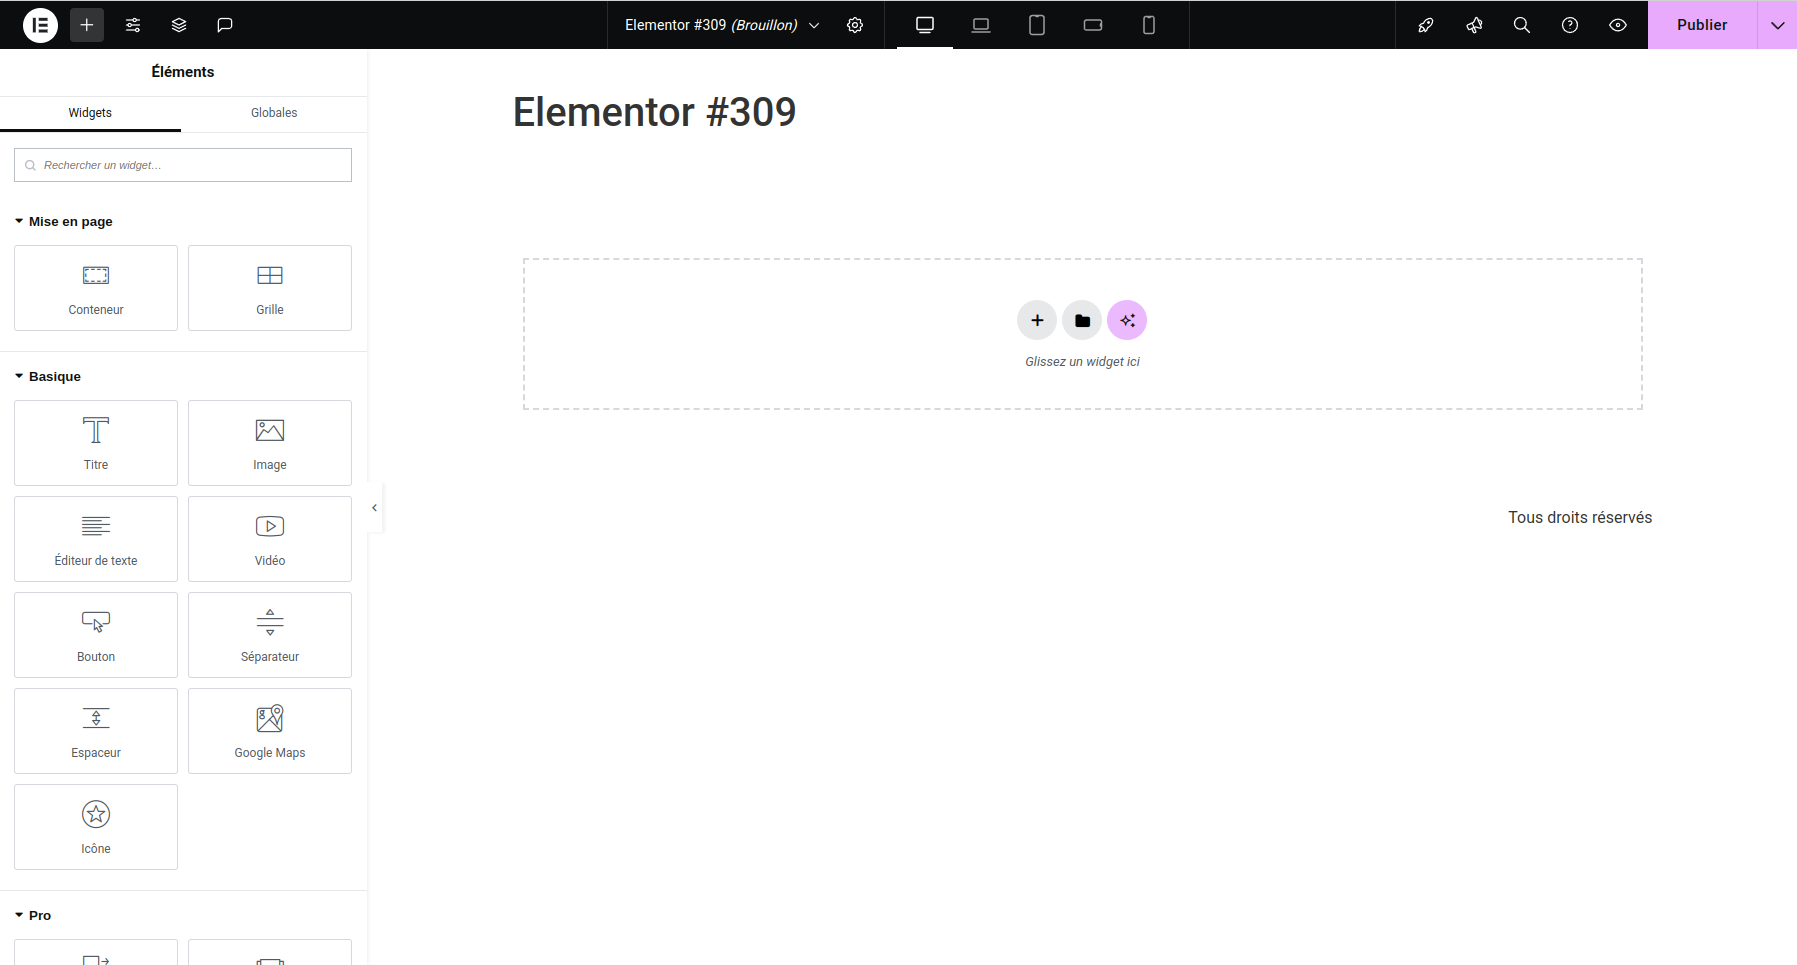 Elementor #309 (Brouillon)
Publier
Éléments
Widgets
Globales
Rechercher un widget...
Mise en page
Conteneur
Grille
Basique
Titre
Image
Éditeur de texte
Vidéo
Bouton
Séparateur
Espaceur
Google Maps
Icône
Pro
Elementor #309
Glissez un widget ici
Tous droits réservés